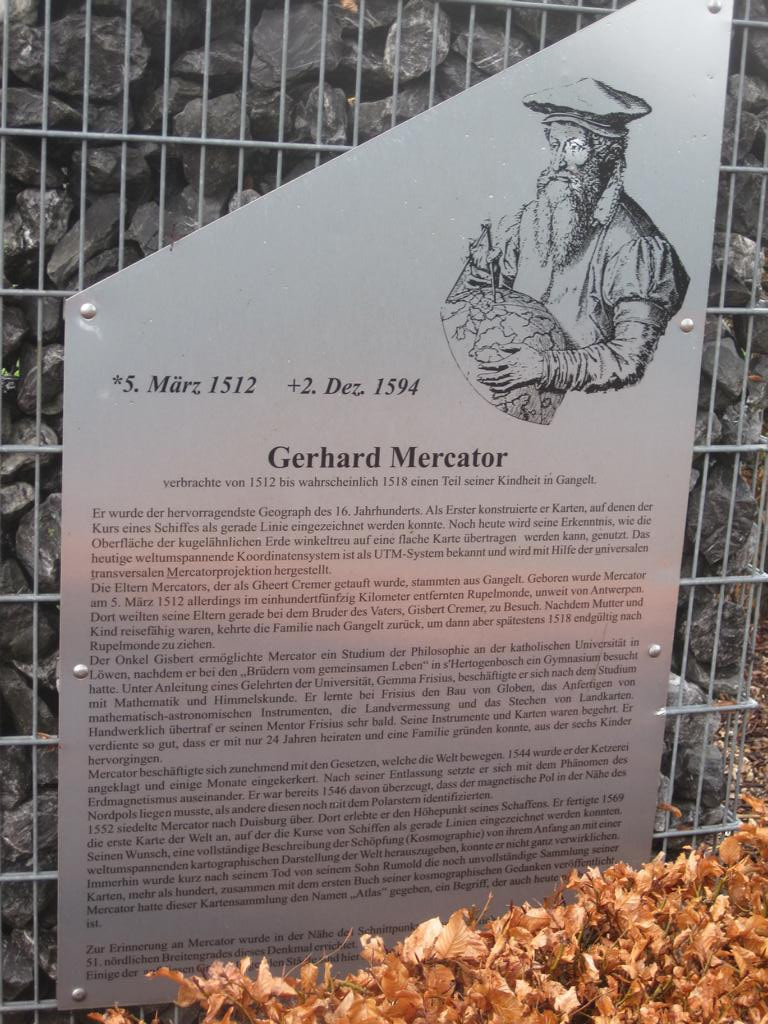 *5. März 1512 +2. Dez. 1594
Gerhard Mercator
verbrachte von 1512 bis wahrscheinlich 1518 einen Teil seiner Kindheit in Gangelt.
Er wurde der hervorragendste Geograph des 16. Jahrhunderts. Als Erster konstruierte er Karten, auf denen der
Kurs eines Schiffes als gerade Linie eingezeichnet werden konnte. Noch heute wird seine Erkenntnis, wie die
Oberfläche der kugelähnlichen Erde winkeltreu auf eine flache Karte übertragen werden kann, genutzt. Das
heutige weltumspannende Koordinatensystem ist als UTM-System bekannt und wird mit Hilfe der universalen
transversalen Mercatorprojektion hergestellt.
Die Eltern Mercators, der als Gheert Cremer getauft wurde, stammten aus Gangelt. Geboren wurde Mercator
am 5. März 1512 allerdings im einhundertfünfzig Kilometer entfernten Rupelmonde, unweit von Antwerpen.
Dort weilten seine Eltern gerade bei dem Bruder des Vaters, Gisbert Cremer, zu Besuch. Nachdem Mutter und
Kind reisefähig waren, kehrte die Familie nach Gangelt zurück, um dann aber spätestens 1518 endgültig nach
Rupelmonde zu ziehen.
Der Onkel Gisbert ermöglichte Mercator ein Studium der Philosophie an der katholischen Universität in
Löwen, nachdem er bei den „Brüdern vom gemeinsamen Leben“ in s'Hertogenbosch ein Gymnasium besucht
hatte. Unter Anleitung eines Gelehrten der Universität, Gemma Frisius, beschäftigte er sich nach dem Studium
mit Mathematik und Himmelskunde. Er lernte bei Frisius den Bau von Globen, das Anfertigen von
mathematisch-astronomischen Instrumenten, die Landvermessung und das Stechen von Landkarten.
Handwerklich übertraf er seinen Mentor Frisius sehr bald. Seine Instrumente und Karten waren begehrt. Er
verdiente so gut, dass er mit nur 24 Jahren heiraten und eine Familie gründen konnte, aus der sechs Kinder
hervorgingen.
Mercator beschäftigte sich zunehmend mit den Gesetzen, welche die Welt bewegen. 1544 wurde er der Ketzerei
angeklagt und einige Monate eingekerkert. Nach seiner Entlassung setzte er sich mit dem Phänomen des
Erdmagnetismus auseinander. Er war bereits 1546 davon überzeugt, dass der magnetische Pol in der Nähe des
Nordpols liegen musste, als andere diesen noch mit dem Polarstern identifizierten.
1552 siedelte Mercator nach Duisburg über. Dort erlebte er den Höhepunkt seines Schaffens. Er fertigte 1569
die erste Karte der Welt an, auf der die Kurse von Schiffen als gerade Linien eingezeichnet werden konnten.
Seinen Wunsch, eine vollständige Beschreibung der Schöpfung (Kosmographie) von ihrem Anfang an mit einer
weltumspannenden kartographischen Darstellung der Welt herauszugeben, konnte er nicht ganz verwirklichen.
Immerhin wurde kurz nach seinem Tod von seinem Sohn Rumold die noch unvollständige Sammlung seiner
Karten, mehr als hundert, zusammen mit dem ersten Buch seiner kosmographischen Gedanken veröffentlicht.
Mercator hatte dieser Kartensammlung den Namen „Atlas“ gegeben, ein Begriff, der auch heute
ist.
Zur Erinnerung an Mercator wurde in der Nähe des Schnittpunk
51. nördlichen Breitengrades dieses Denkmal errichtet.
Einige der